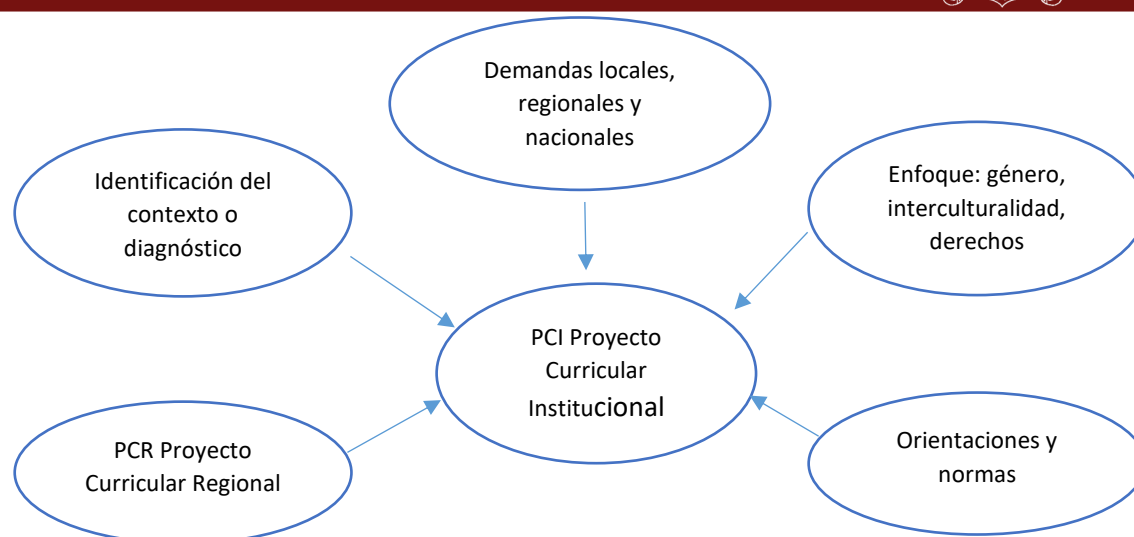 Demandas locales,
regionales y
nacionales
Identificación del
contexto o
diagnóstico
Enfoque: género,
interculturalidad,
derechos
PCI Proyecto
Curricular
Institucional
PCR Proyecto
Curricular Regional
Orientaciones y
normas